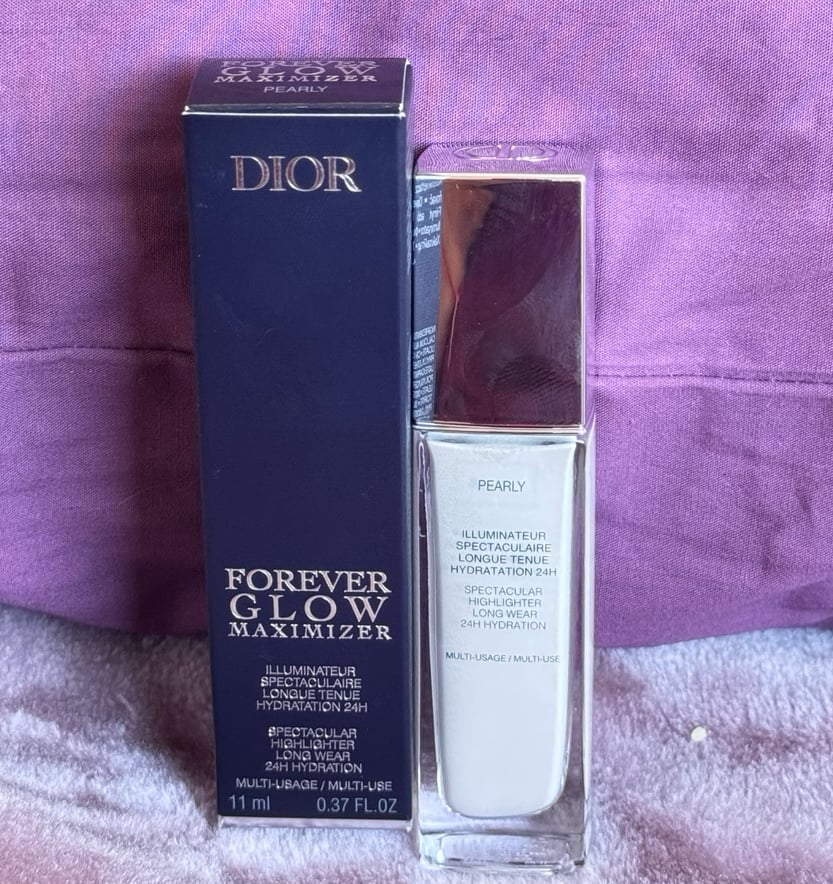 FOREVER
GLOW
MAXIMIZER
PEARLY
DIOR
FOREVER
GLOW
MAXIMIZER
ILLUMINATEUR
SPECTACULAIRE
LONGUE TENUE
HYDRATATION 24H
SPECTACULAR
HIGHLIGHTER
LONG WEAR
24H HYDRATION
MULTI-USAGE / MULTI-USE
11 ml 0.37 FL.OZ
PEARLY
ILLUMINATEUR
SPECTACULAIRE
LONGUE TENUE
HYDRATATION 24H
SPECTACULAR
HIGHLIGHTER
LONG WEAR
24H HYDRATION
MULTI-USAGE / MULTI-USE